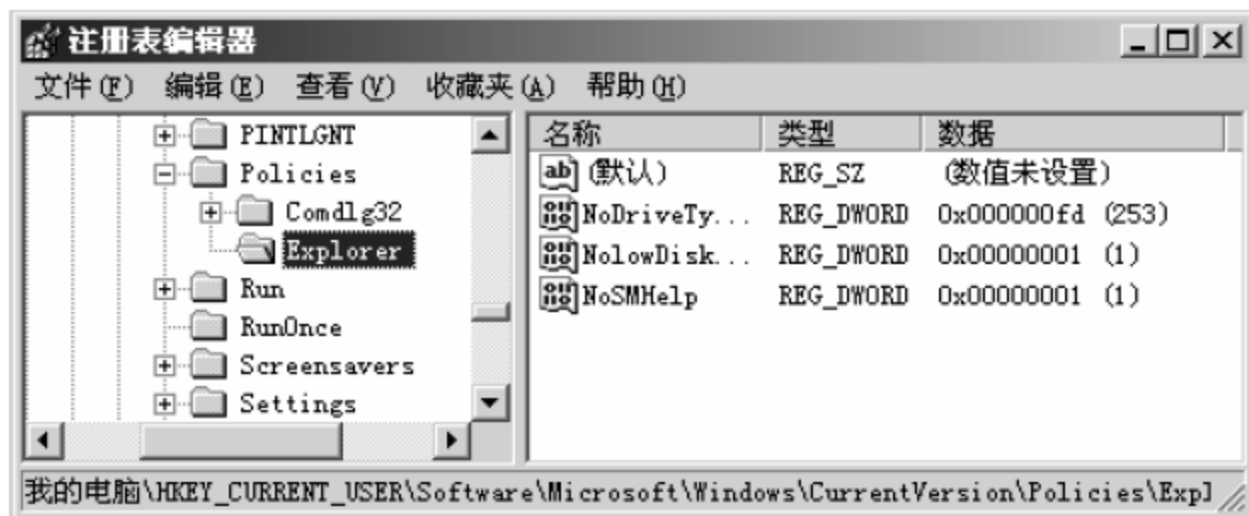 注册表编辑器
文件(F) 编辑(E) 查看(V) 收藏夹(A) 帮助(H)
PINTLGNT
Policies
Comdlg32
Explorer
Run
RunOnce
Screensavers
Settings
名称 类型 数据
(默认) REG_SZ (数值未设置)
NoDriveTy... REG_DWORD 0x000000fd (253)
NolowDisk... REG_DWORD 0x00000001 (1)
NoSMHelp REG_DWORD 0x00000001 (1)
我的电脑\HKEY_CURRENT_USER\Software\Microsoft\Windows\CurrentVersion\Policies\Expl